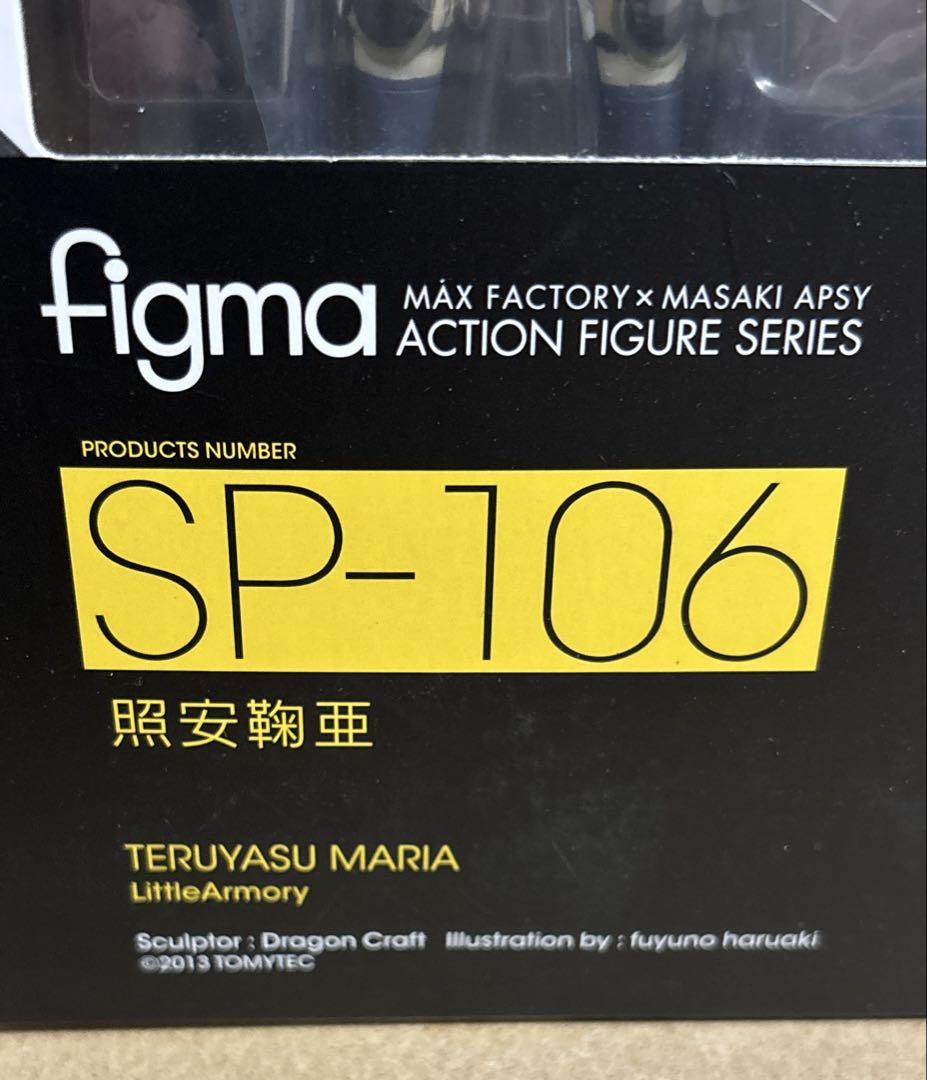 figma MAX FACTORY×MASAKI APSY
ACTION FIGURE SERIES
PRODUCTS NUMBER
SP-106
照安鞠亜
TERUYASU MARIA
LittleArmory
Sculptor : Dragon Craft Illustration by : fuyuno haruaki
©2013 TOMYTEC